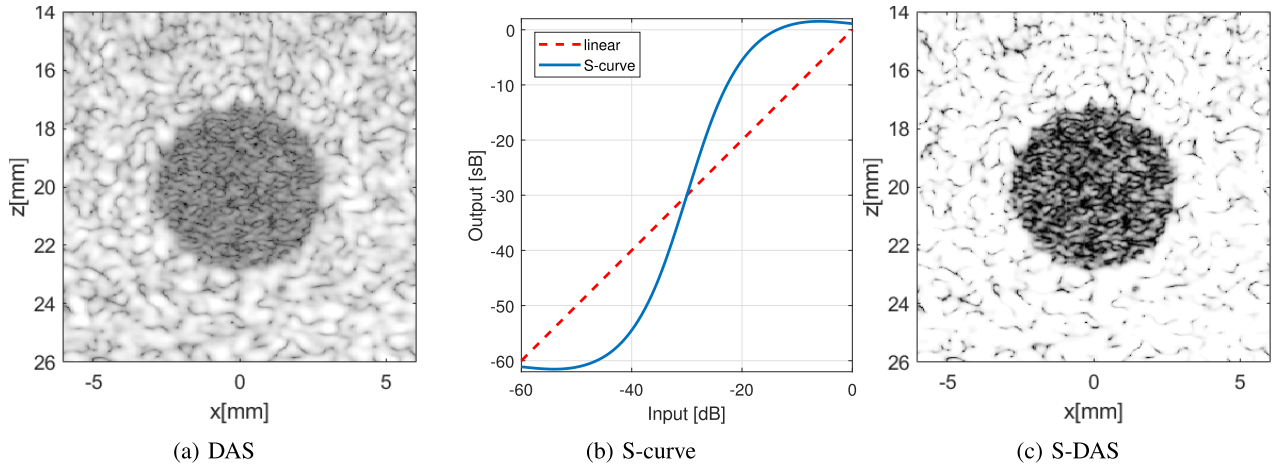 14
16
18
20
22
24
26
z[mm]
-5
0
5
x[mm]
(a) DAS
0
-10
-20
-30
-40
-50
-60
Output [sB]
linear
S-curve
-60
-40
-20
0
Input [dB]
(b) S-curve
14
16
18
20
22
24
26
z[mm]
-5
0
5
x[mm]
(c) S-DAS